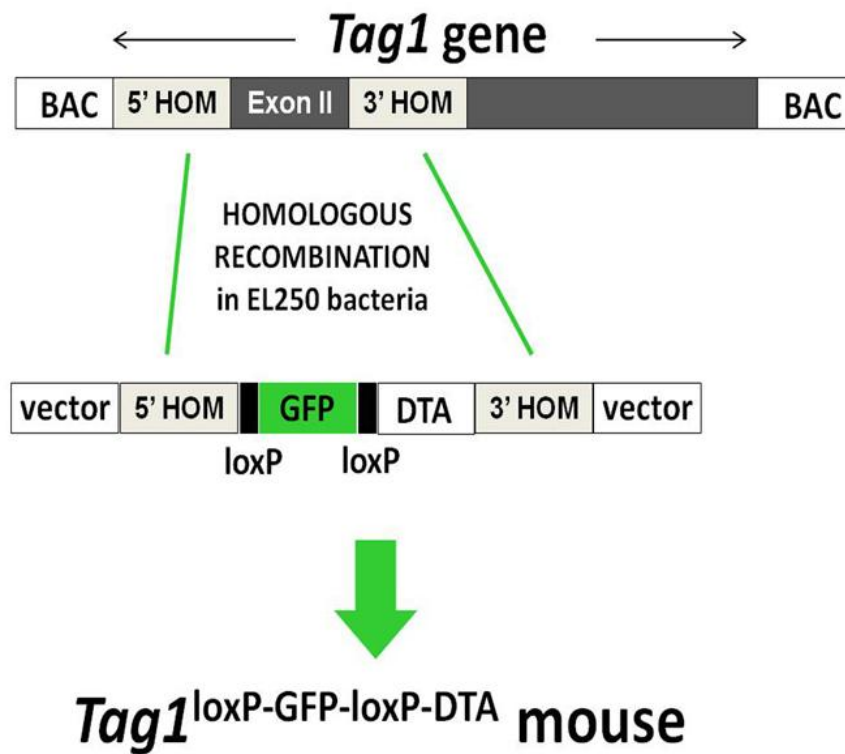 Tag1 gene
BAC 5' HOM Exon II 3' HOM BAC
HOMOLOGOUS
RECOMBINATION
in EL250 bacteria
vector 5' HOM GFP DTA 3' HOM vector
loxP loxP
Tag1loxP-GFP-loxP-DTA mouse